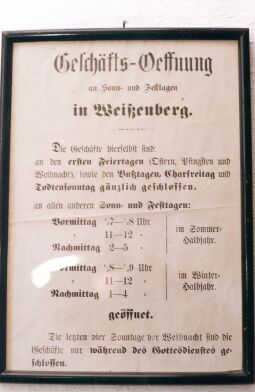 Geschäfts-Oeffnung
an Sonn- und Festtagen
in Weißenberg.
Die Geschäfte hierselbst sind:
an den ersten Feiertagen (Ostern, Pfingsten und
Weihnacht), sowie den Bußtagen, Charfreitag und
Todtensonntag gänzlich geschlossen,
an allen anderen Sonn- und Festtagen:
Vormittag ½7—½8 Uhr
" 11—12 "
Nachmittag 2—5 "
im Sommer-
Halbjahr.
Vormittag ½8—½9 Uhr
" 11—12 "
Nachmittag 1—4 "
im Winter-
Halbjahr.
geöffnet.
Die letzten vier Sonntage vor Weihnacht sind die
Geschäfte nur während des Gottesdienstes ge-
schlossen.